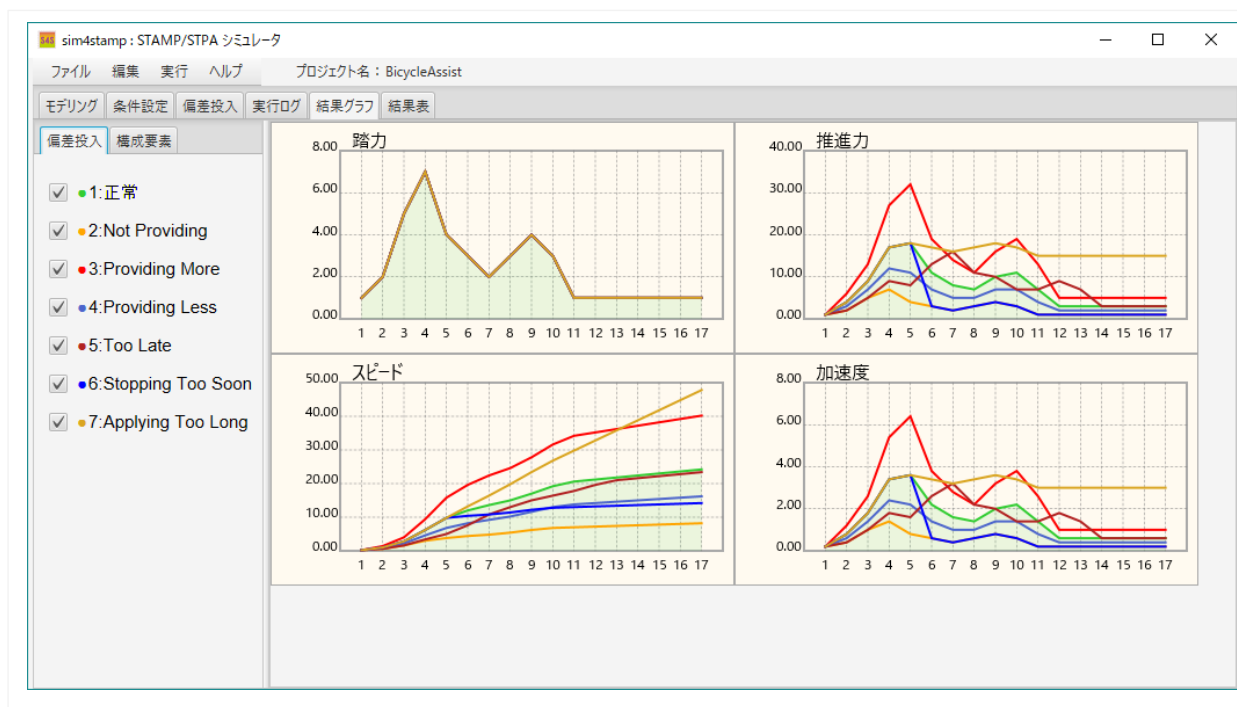 S4S sim4stamp : STAMP/STPA シミュレータ
ファイル 編集 実行 ヘルプ プロジェクト名： BicycleAssist
モデリング 条件設定 偏差投入 実行ログ 結果グラフ 結果表
偏差投入 構成要素
1:正常
2:Not Providing
3:Providing More
4:Providing Less
5:Too Late
6:Stopping Too Soon
7:Applying Too Long
踏力
8.00
6.00
4.00
2.00
0.00
1 2 3 4 5 6 7 8 9 10 11 12 13 14 15 16 17
推進力
40.00
30.00
20.00
10.00
0.00
1 2 3 4 5 6 7 8 9 10 11 12 13 14 15 16 17
スピード
50.00
40.00
30.00
20.00
10.00
0.00
1 2 3 4 5 6 7 8 9 10 11 12 13 14 15 16 17
加速度
8.00
6.00
4.00
2.00
0.00
1 2 3 4 5 6 7 8 9 10 11 12 13 14 15 16 17